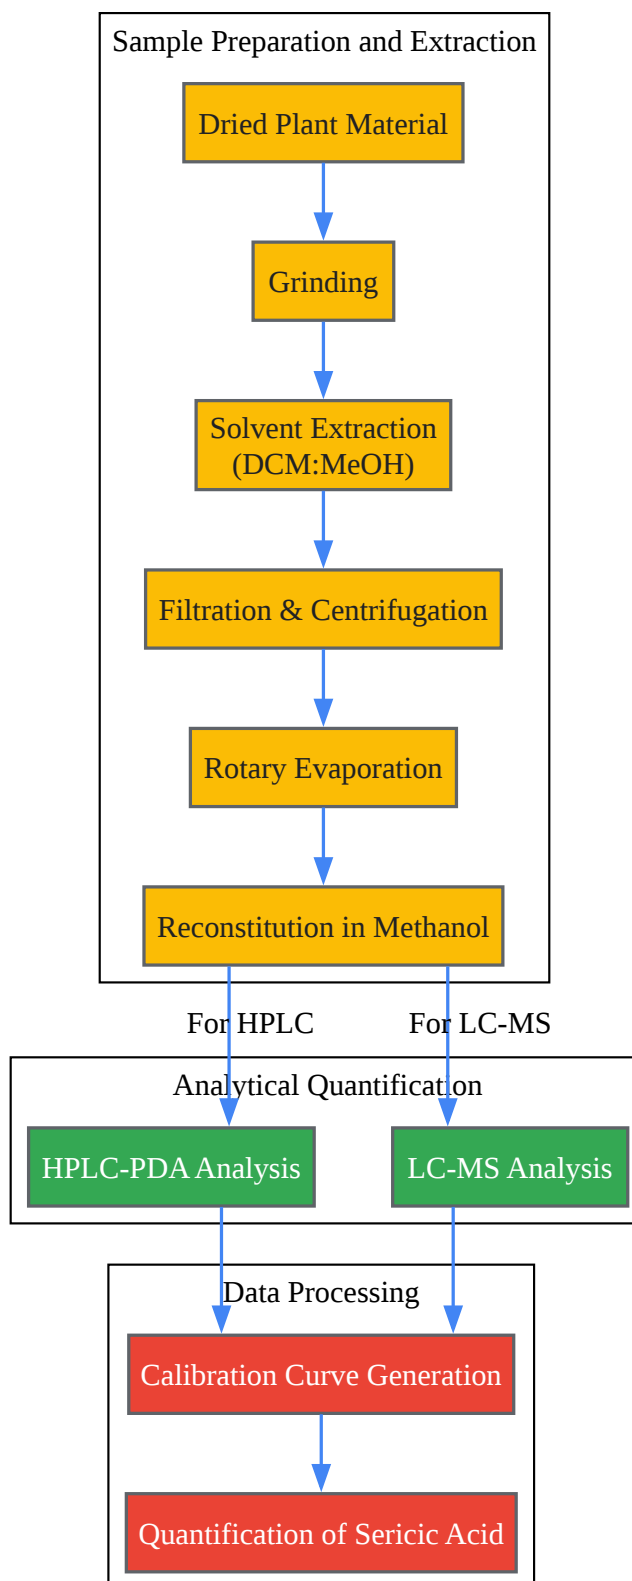 Sample Preparation and Extraction
Dried Plant Material
Grinding
Solvent Extraction
(DCM:MeOH)
Filtration & Centrifugation
Rotary Evaporation
Reconstitution in Methanol
For HPLC
For LC-MS
Analytical Quantification
HPLC-PDA Analysis
LC-MS Analysis
Data Processing
Calibration Curve Generation
Quantification of Sericic Acid